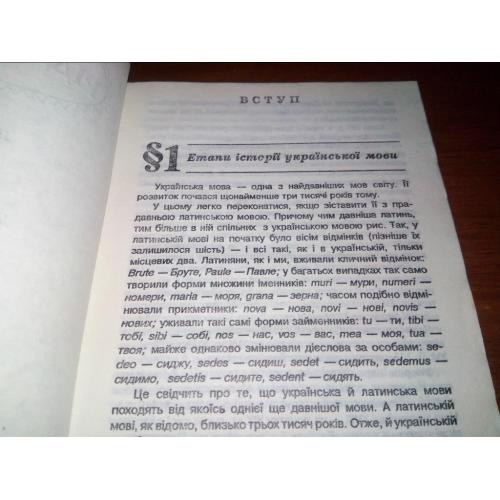 ВСТУП
§1 Етапи історії української мови
Українська мова — одна з найдавніших мов світу. Її
розвиток почався щонайменше три тисячі років тому.
У цьому легко переконатися, якщо зіставити її з пра-
давньою латинською мовою. Причому чим давніша латинь,
тим більше в ній спільних з українською мовою рис. Так, у
латинській мові на початку було вісім відмінків (пізніше їх
залишилося шість) — і всі такі, як і в українській, тільки
місцевих два. Латиняни, як і ми, вживали кличний відмінок:
Brute — Бруте, Paule — Павле; у багатьох випадках так само
творили форми множини іменників: muri — мури, numeri —
номери, maria — моря, grana — зерна; часом подібно відмі-
нювали прикметники: nova — нова, novi — нові, novis —
нових; уживали такі самі форми займенників: tu — ти, tibi —
тобі, sibi — собі, nos — нас, vos — вас, mea — моя, tua —
твоя; майже однаково змінювали дієслова за особами: se-
deo — сиджу, sedes — сидиш, sedet — сидить, sedemus —
сидимо, sedetis — сидите, sedent — сидять.
Це свідчить про те, що українська й латинська мови
походять від якоїсь однієї ще давнішої мови. А латинській
мові, як відомо, близько трьох тисяч років. Отже, й українській